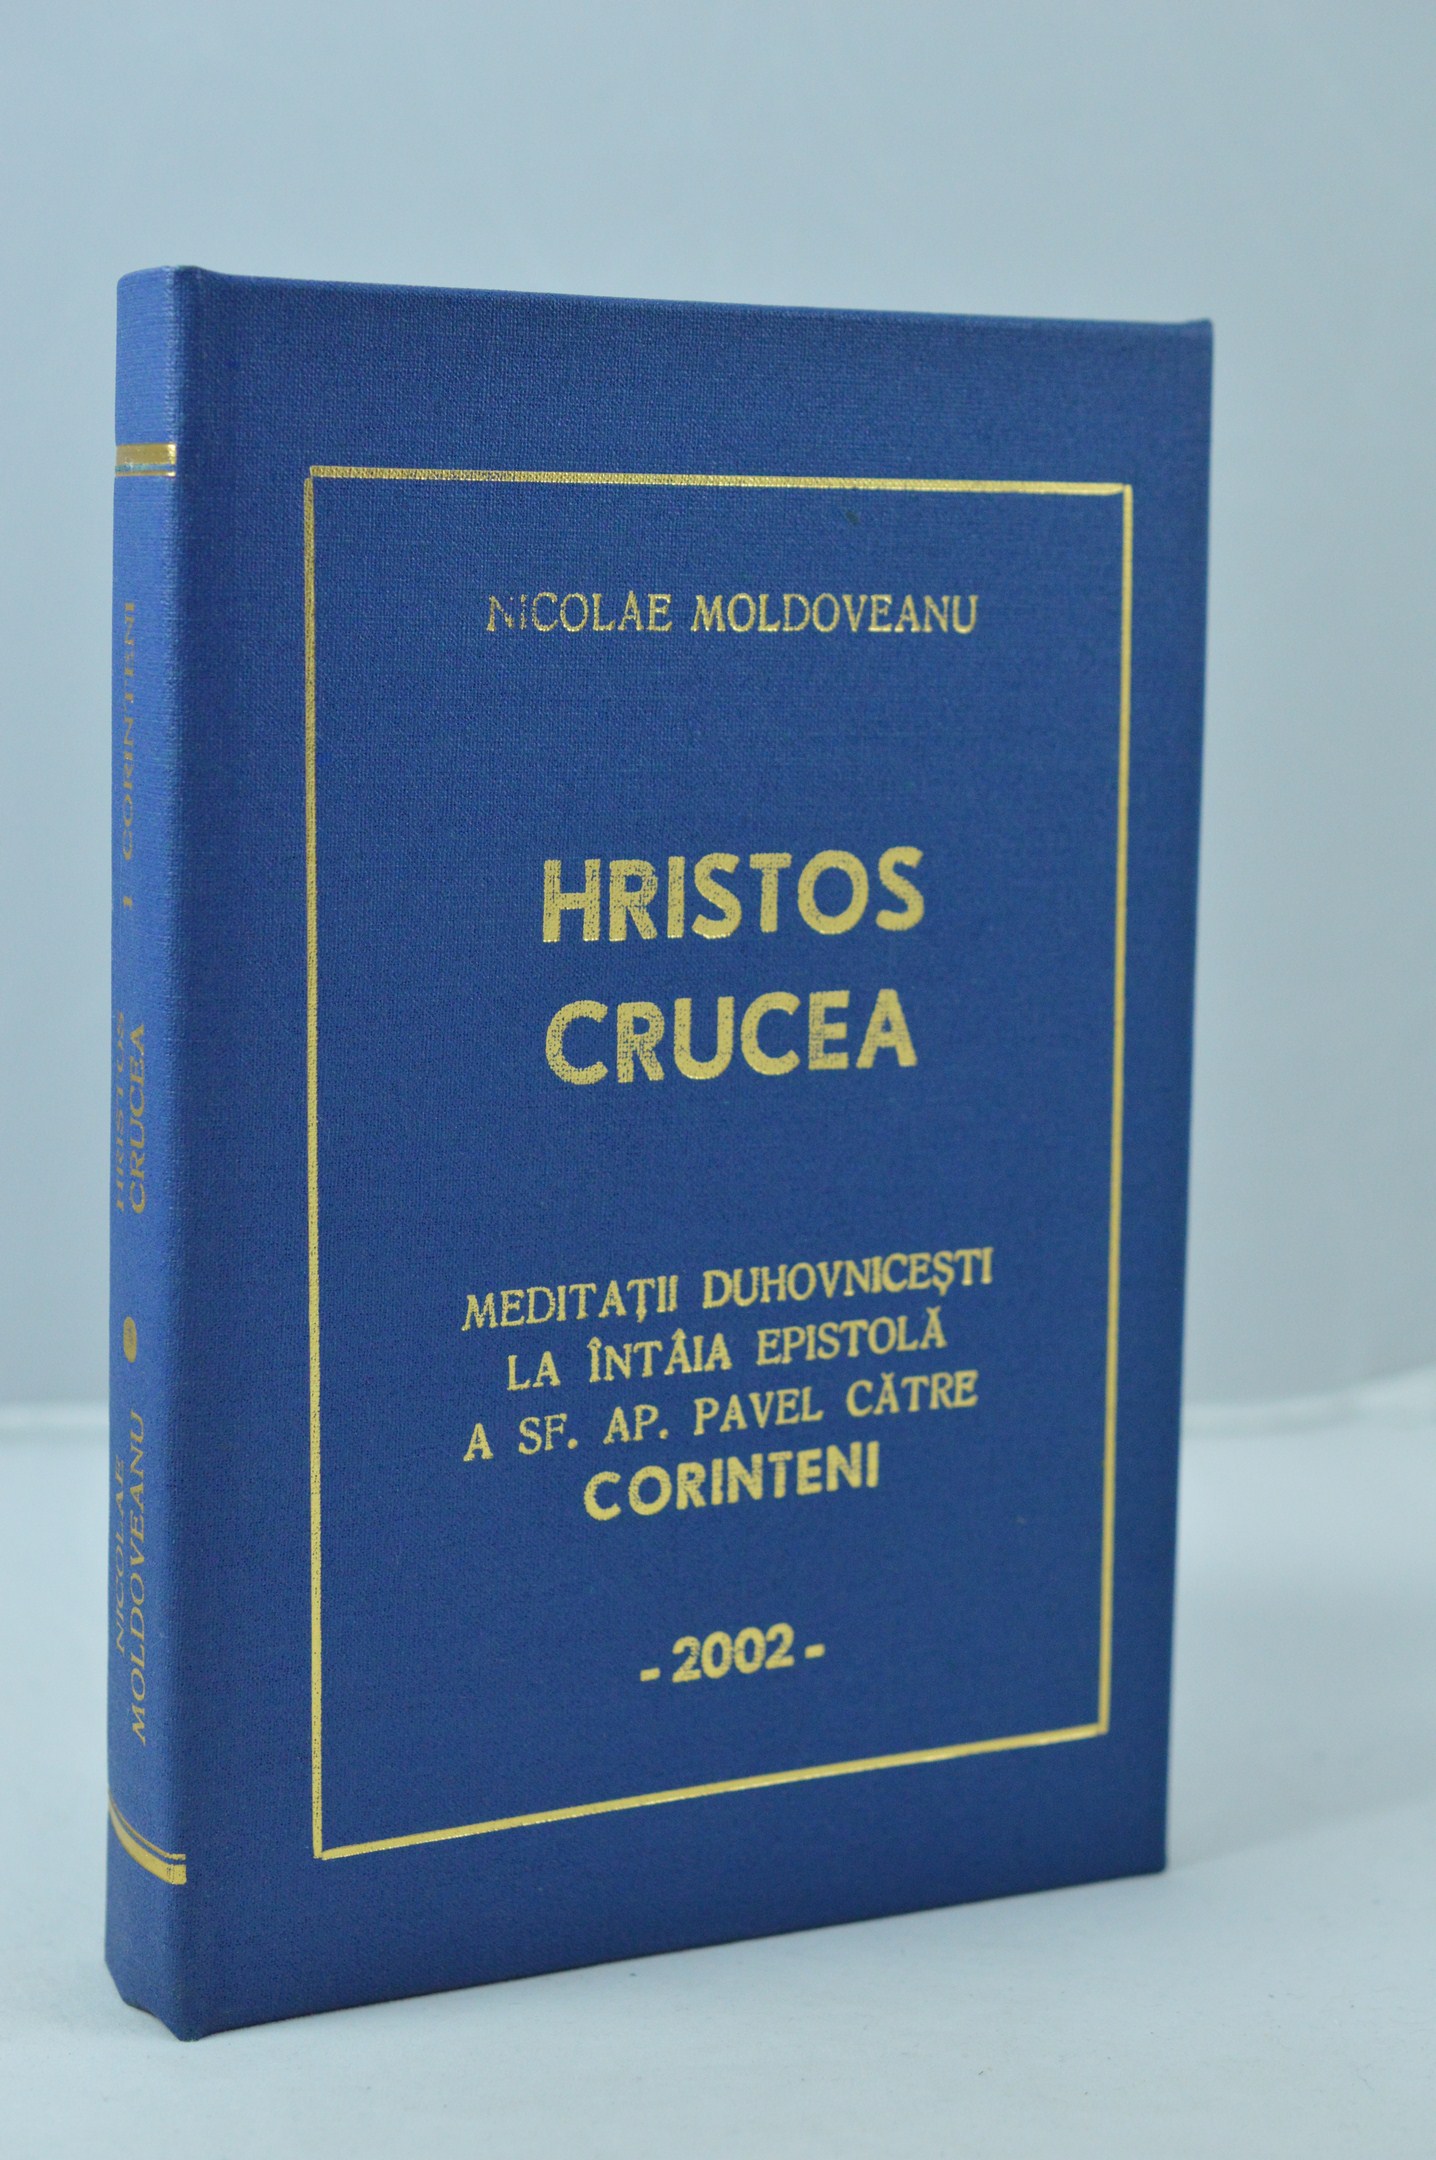 NICOLAE MOLDOVEANU
HRISTOS
CRUCEA
MEDITAȚII DUHOVNICEȘTI
LA ÎNTÂIA EPISTOLĂ
A SF. AP. PAVEL CĂTRE
CORINTENI
- 2002 -
NICOLAE
MOLDOVEANU
HRISTOS
CRUCEA
1 CORINTENI